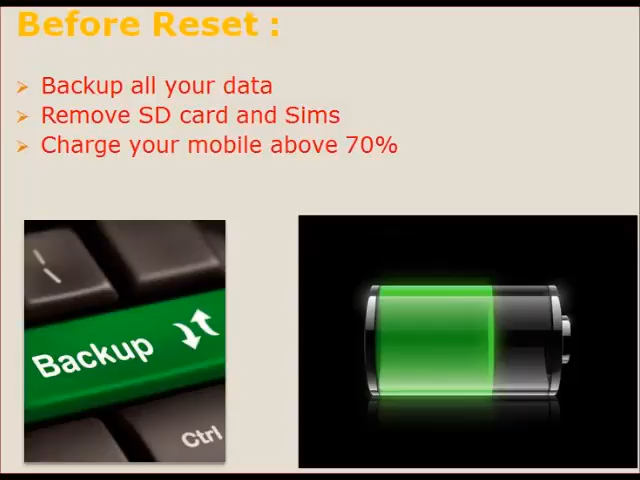 Before Reset :
Backup all your data
Remove SD card and Sims
Charge your mobile above 70%
Backup
Ctrl